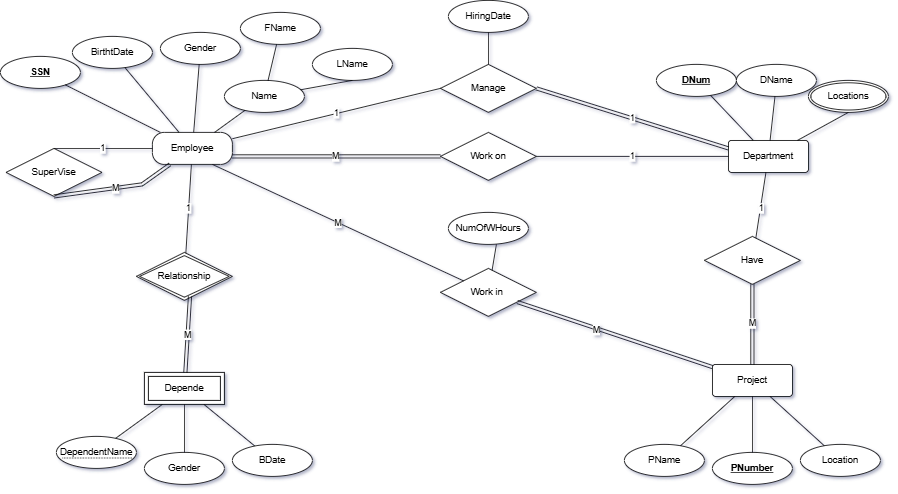 HiringDate
FName
Gender
BirthtDate
LName
SSN
DNum
DName
Manage
Name
Locations
1
1
1
Employee
M
Work on
1
Department
SuperVise
M
1
1
M
NumOfWHours
Have
Relationship
Work in
M
M
M
Depende
Project
DependentName
Gender
BDate
PName
PNumber
Location